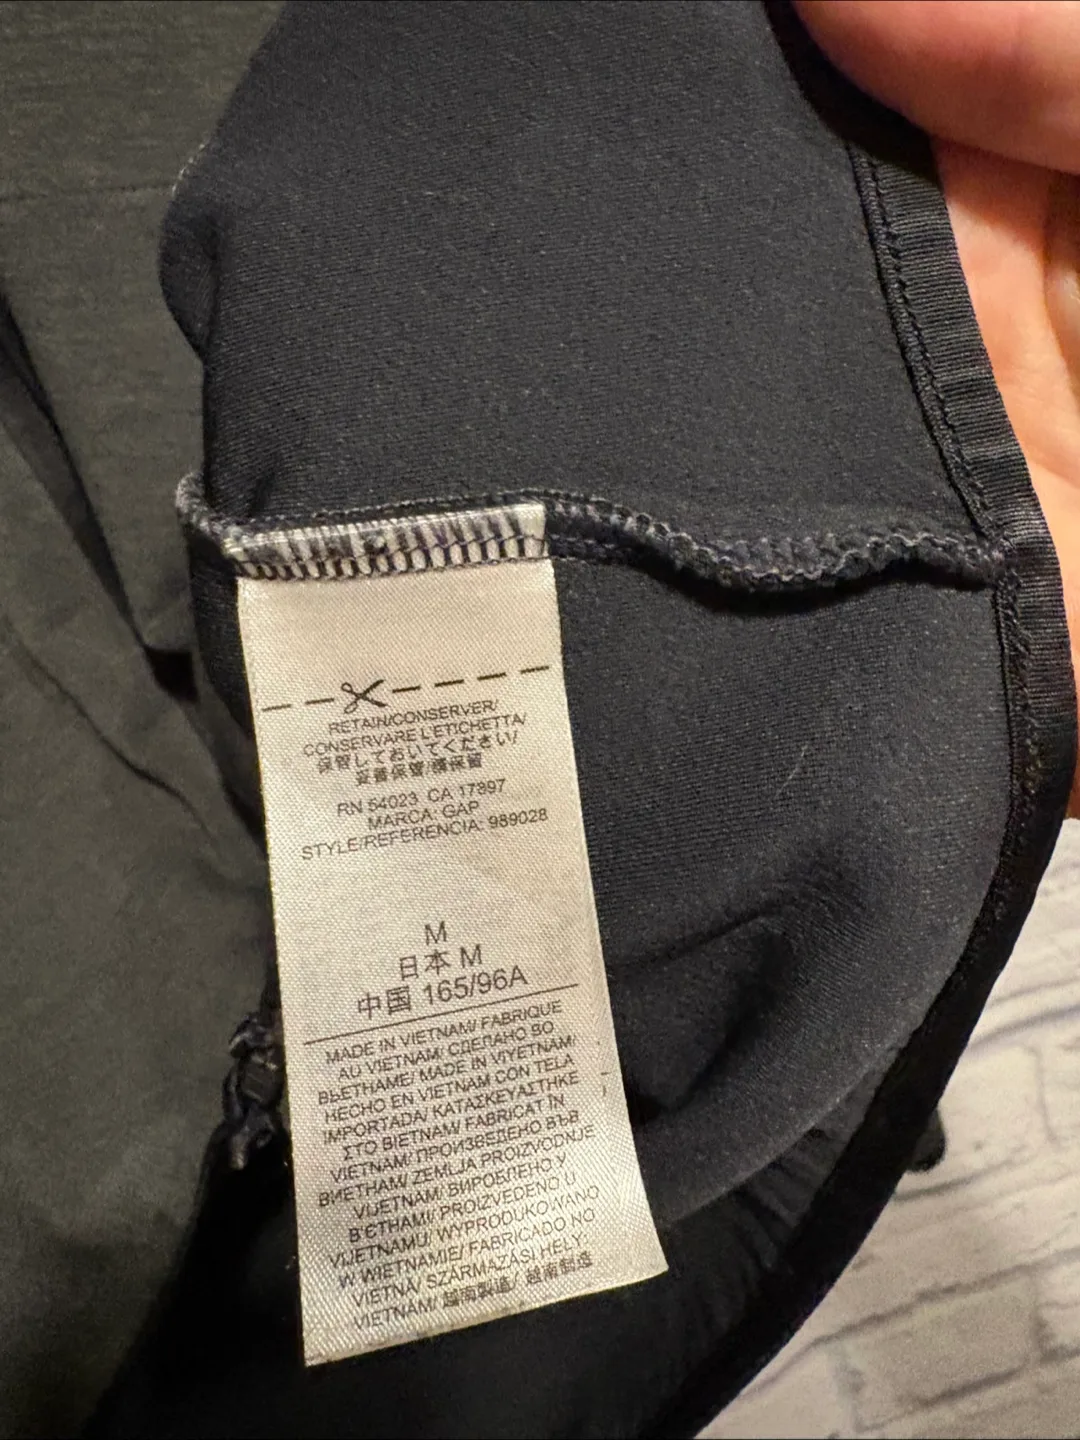 RETAIN/CONSERVER/
CONSERVARE L'ETICHETTA/
保管しておいてください/
妥善保管/備保留
RN 54023 CA 17897
MARCA: GAP
STYLE/REFERENCIA: 989028
M
日本 M
中国 165/96A
MADE IN VIETNAM/ FABRIQUE
AU VIETNAM/ СДЕЛАНО ВО
ВЬЕТНАМЕ/ MADE IN VIYETNAM/
HECHO EN VIETNAM CON TELA
IMPORTADA/ ΚΑΤΑΣΚΕΥΑΣΤΗΚΕ
ΣΤΟ ΒΙΕΤΝΑΜ/ FABRICAT ÎN
VIETNAM/ ПРОИЗВЕДЕНО ВЪВ
ВИЕТНАМ/ ZEMLJA PROIZVODNJE
VIJETNAM/ ВИРОБЛЕНО У
В'ЄТНАМІ/ PROIZVEDENO U
VIJETNAMU/ WYPRODUKOWANO
W WIETNAMIE/ FABRICADO NO
VIETNÃ/ SZÁRMAZÁSI HELY:
VIETNÁM/ 越南製造/ 越南制造